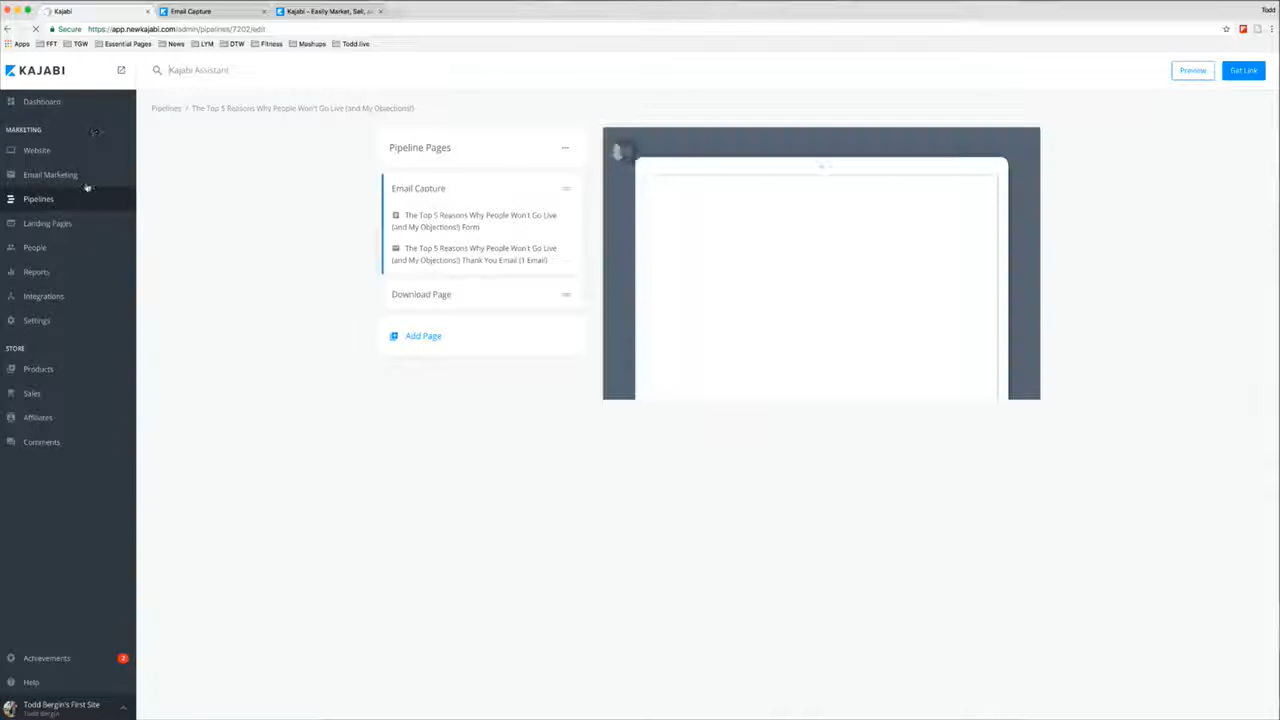 Kajabi
Email Capture
Kajabi - Easily Market, Sell,
Todd
Secure
https://app.newkajabi.com/admin/pipelines/7202/edit
Apps
FFT
TGW
Essential Pages
News
LYM
DTW
Fitness
Mashups
Todd.live
KAJABI
Kajabi Assistant
Preview
Get Link
Dashboard
MARKETING
Website
Email Marketing
Pipelines
Landing Pages
People
Reports
Integrations
Settings
STORE
Products
Sales
Affiliates
Comments
Achievements
2
Help
Todd Bergin's First Site
Todd Bergin
Pipelines / The Top 5 Reasons Why People Won't Go Live (and My Objections!)
Pipeline Pages
Email Capture
The Top 5 Reasons Why People Won't Go Live
(and My Objections!) Form
The Top 5 Reasons Why People Won't Go Live
(and My Objections!) Thank You Email (1 Email)
Download Page
Add Page